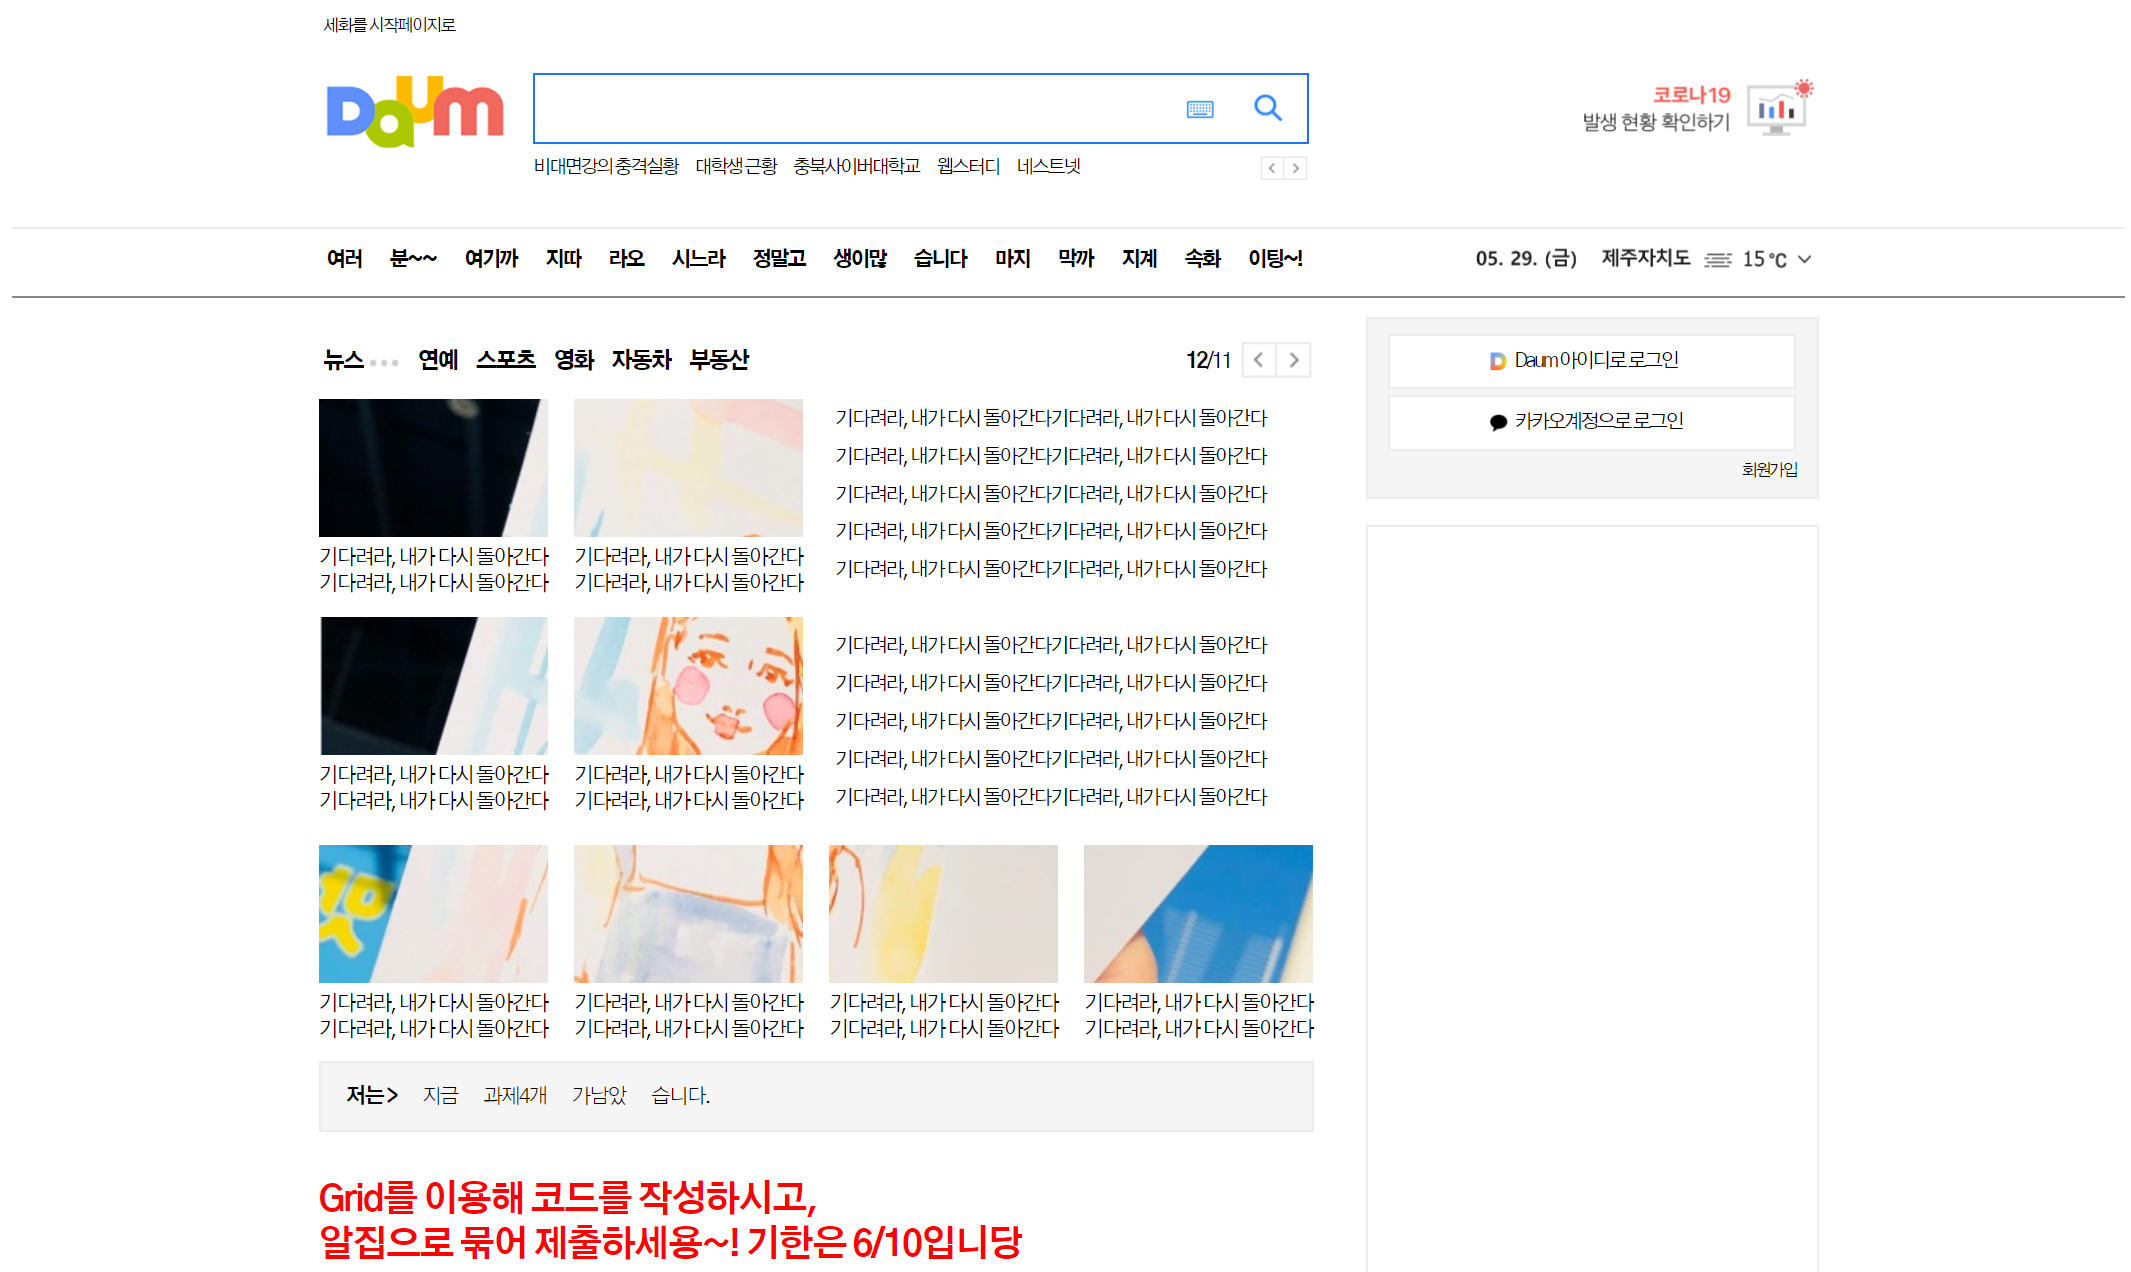 세화를 시작페이지로
Daum
코로나19
발생 현황 확인하기
비대면강의 충격실황 대학생 근황 충북사이버대학교 웹스터디 네스트넷
여러 분~~ 여기까 지따 라오 시느라 정말고 생이많 습니다 마지 막까 지계 속화 이팅~!
05. 29. (금) 제주자치도 15℃
뉴스 연예 스포츠 영화 자동차 부동산
12/11
Daum 아이디로 로그인
카카오계정으로 로그인
회원가입
기다려라, 내가 다시 돌아간다
기다려라, 내가 다시 돌아간다
기다려라, 내가 다시 돌아간다
기다려라, 내가 다시 돌아간다
기다려라, 내가 다시 돌아간다기다려라, 내가 다시 돌아간다
기다려라, 내가 다시 돌아간다기다려라, 내가 다시 돌아간다
기다려라, 내가 다시 돌아간다기다려라, 내가 다시 돌아간다
기다려라, 내가 다시 돌아간다기다려라, 내가 다시 돌아간다
기다려라, 내가 다시 돌아간다기다려라, 내가 다시 돌아간다
기다려라, 내가 다시 돌아간다
기다려라, 내가 다시 돌아간다
기다려라, 내가 다시 돌아간다
기다려라, 내가 다시 돌아간다
기다려라, 내가 다시 돌아간다기다려라, 내가 다시 돌아간다
기다려라, 내가 다시 돌아간다기다려라, 내가 다시 돌아간다
기다려라, 내가 다시 돌아간다기다려라, 내가 다시 돌아간다
기다려라, 내가 다시 돌아간다기다려라, 내가 다시 돌아간다
기다려라, 내가 다시 돌아간다기다려라, 내가 다시 돌아간다
기다려라, 내가 다시 돌아간다
기다려라, 내가 다시 돌아간다
기다려라, 내가 다시 돌아간다
기다려라, 내가 다시 돌아간다
기다려라, 내가 다시 돌아간다
기다려라, 내가 다시 돌아간다
기다려라, 내가 다시 돌아간다
기다려라, 내가 다시 돌아간다
저는> 지금 과제4개 가남았 습니다.
Grid를 이용해 코드를 작성하시고,
알집으로 묶어 제출하세용~! 기한은 6/10입니당